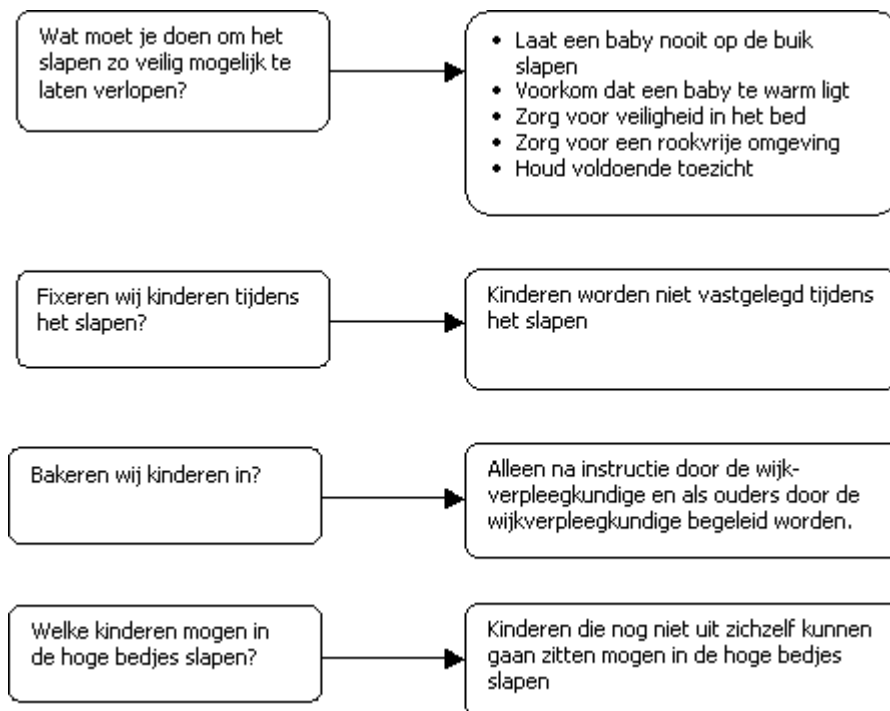 Wat moet je doen om het
slapen zo veilig mogelijk te
laten verlopen?
• Laat een baby nooit op de buik
slapen
• Voorkom dat een baby te warm ligt
• Zorg voor veiligheid in het bed
• Zorg voor een rookvrije omgeving
• Houd voldoende toezicht
Fixeren wij kinderen tijdens
het slapen?
Kinderen worden niet vastgelegd tijdens
het slapen
Bakeren wij kinderen in?
Alleen na instructie door de wijk-
verpleegkundige en als ouders door de
wijkverpleegkundige begeleid worden.
Welke kinderen mogen in
de hoge bedjes slapen?
Kinderen die nog niet uit zichzelf kunnen
gaan zitten mogen in de hoge bedjes
slapen